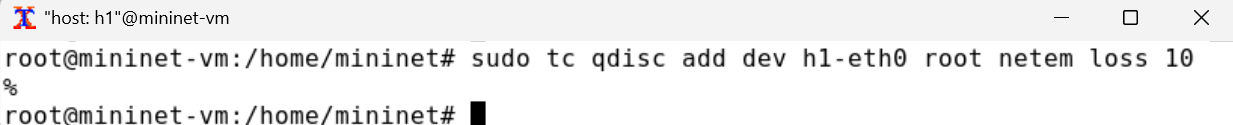 "host: h1"@mininet-vm
root@mininet-vm:/home/mininet# sudo tc qdisc add dev h1-eth0 root netem loss 10
%
root@mininet-vm:/home/mininet#